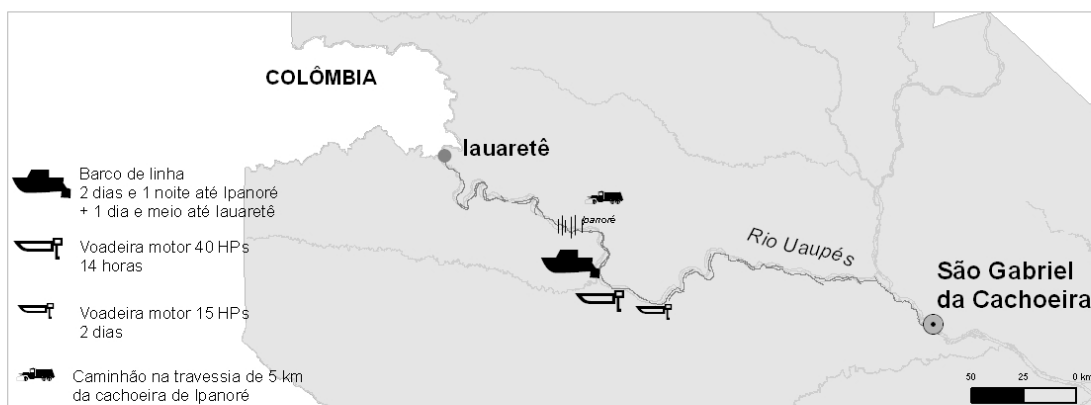 COLÔMBIA
Iauaretê
Barco de linha
2 dias e 1 noite até Ipanoré
+ 1 dia e meio até Iauaretê
Ipanoré
Voadeira motor 40 HPs
14 horas
Rio Uaupés
São Gabriel
da Cachoeira
Voadeira motor 15 HPs
2 dias
Caminhão na travessia de 5 km
da cachoeira de Ipanoré
50 25 0 km